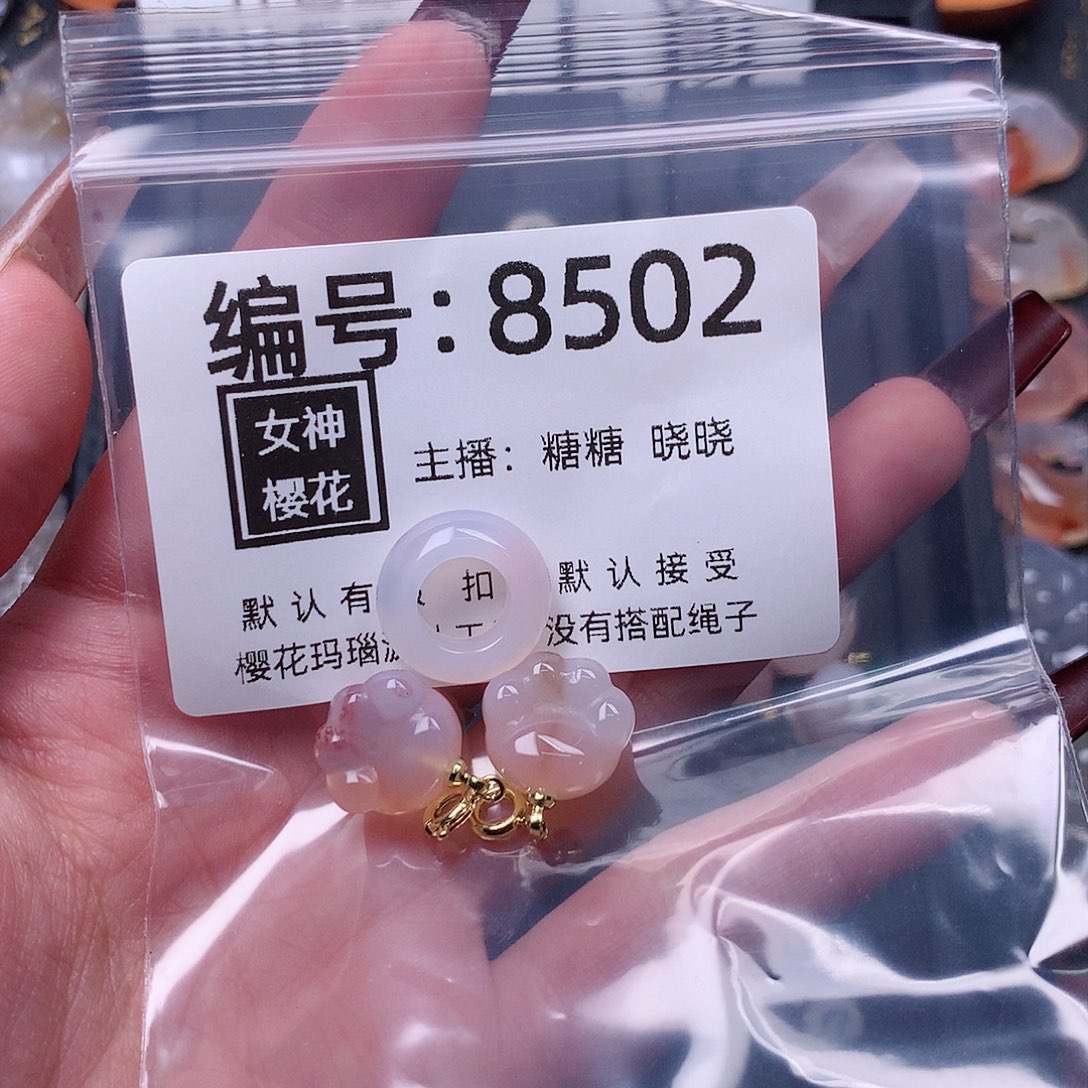 编号:8502
女神
樱花
主播：糖糖 晓晓
默认有 扣 默认接受
樱花玛瑙 没有搭配绳子